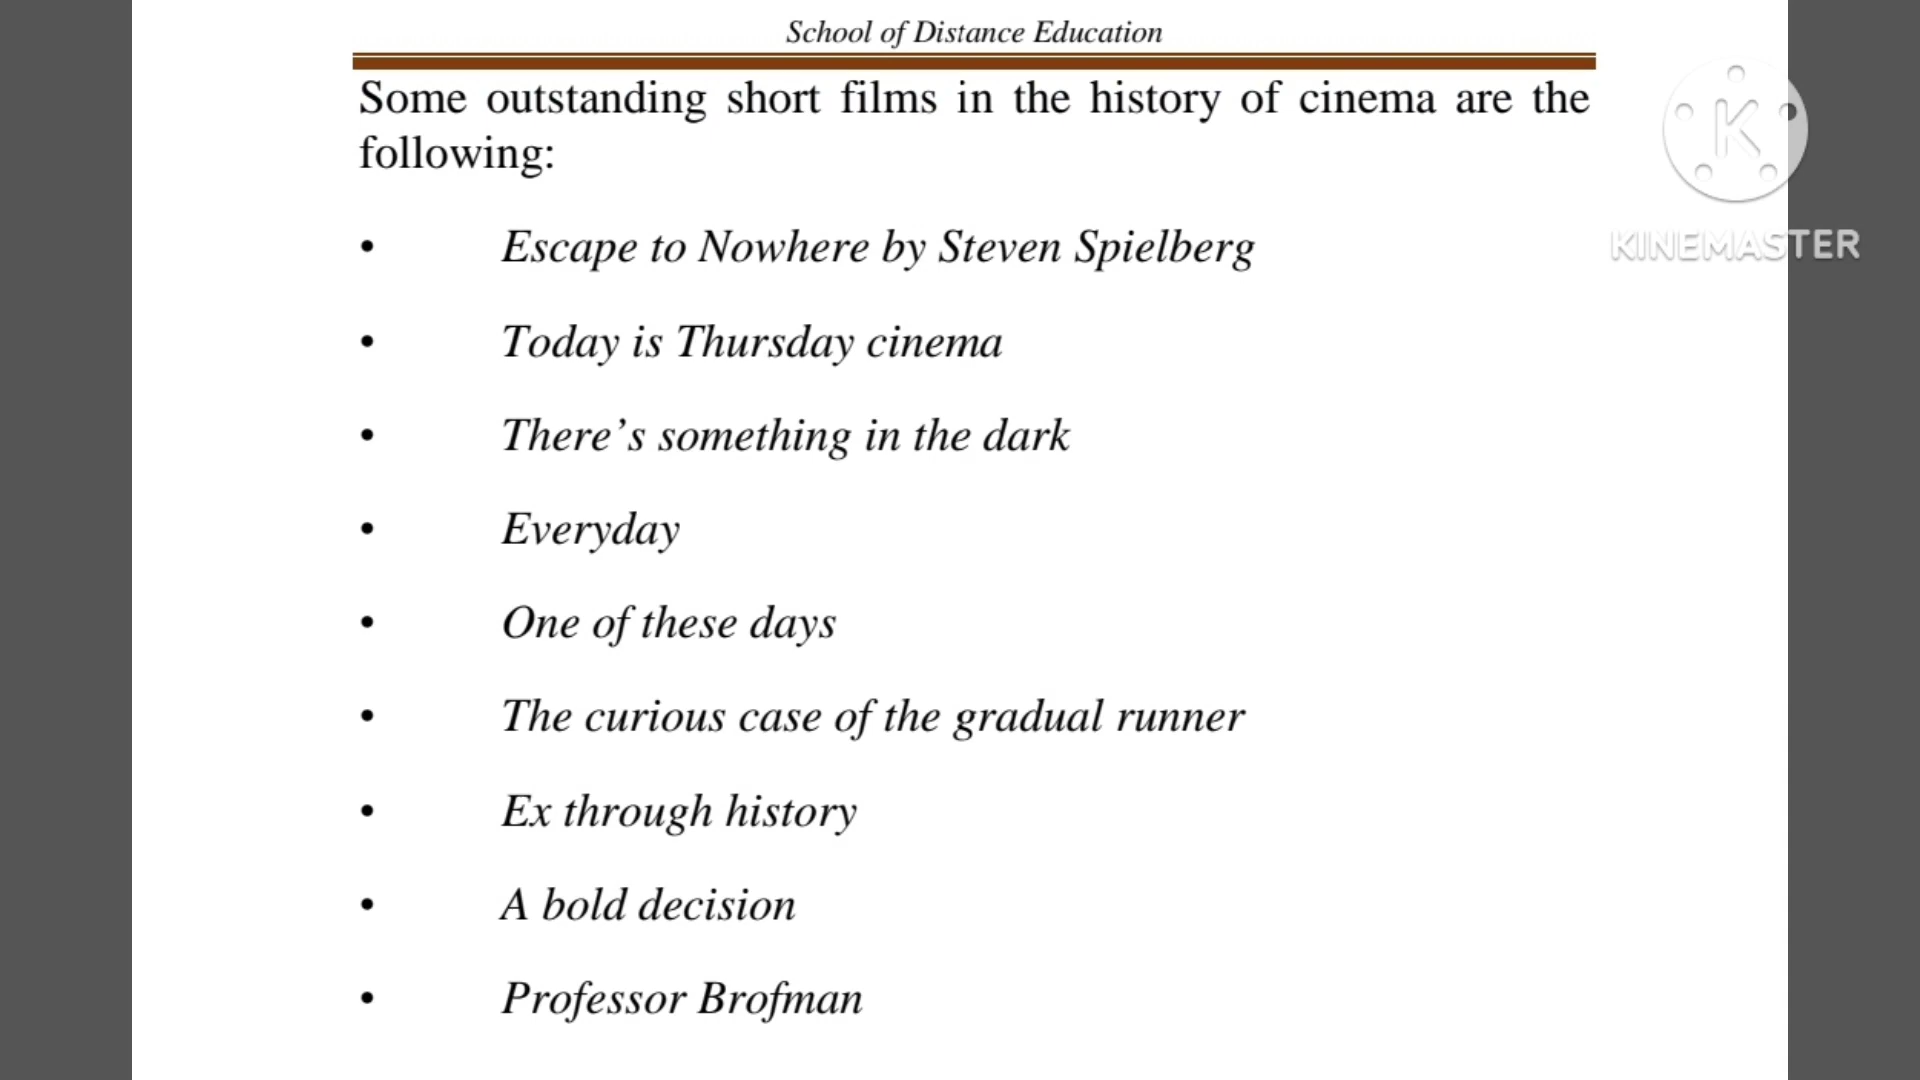 School of Distance Education
Some outstanding short films in the history of cinema are the
following:
• Escape to Nowhere by Steven Spielberg
• Today is Thursday cinema
• There’s something in the dark
• Everyday
• One of these days
• The curious case of the gradual runner
• Ex through history
• A bold decision
• Professor Brofman
K
KINEMASTER